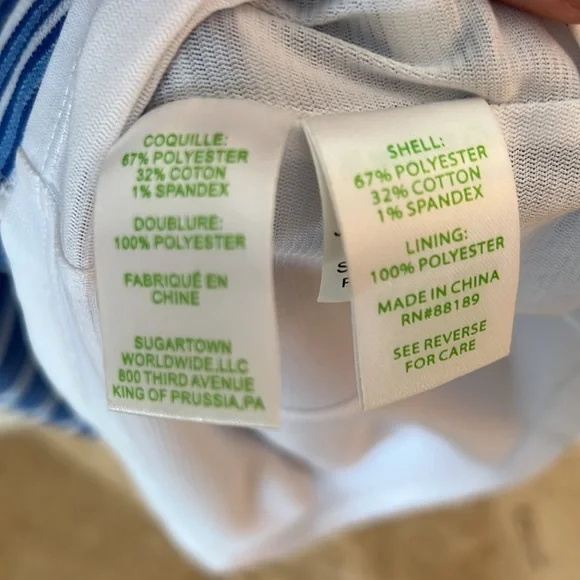 COQUILLE:
67% POLYESTER
32% COTON
1% SPANDEX
DOUBLURE:
100% POLYESTER
FABRIQUÉ EN
CHINE
SUGARTOWN
WORLDWIDE,LLC
800 THIRD AVENUE
KING OF PRUSSIA,PA
SHELL:
67% POLYESTER
32% COTTON
1% SPANDEX
LINING:
100% POLYESTER
MADE IN CHINA
RN#88189
SEE REVERSE
FOR CARE